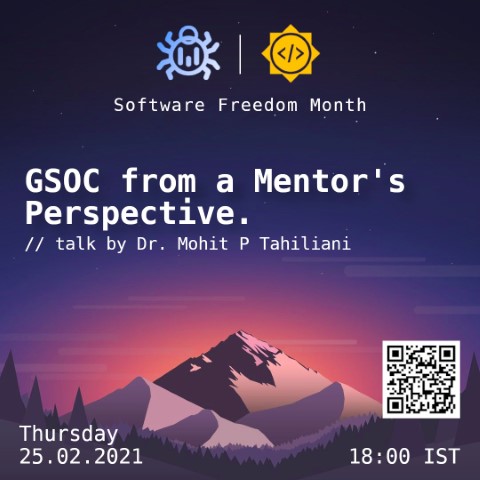 </>
Software Freedom Month
GSOC from a Mentor's
Perspective.
// talk by Dr. Mohit P Tahiliani
Thursday
25.02.2021
18:00 IST